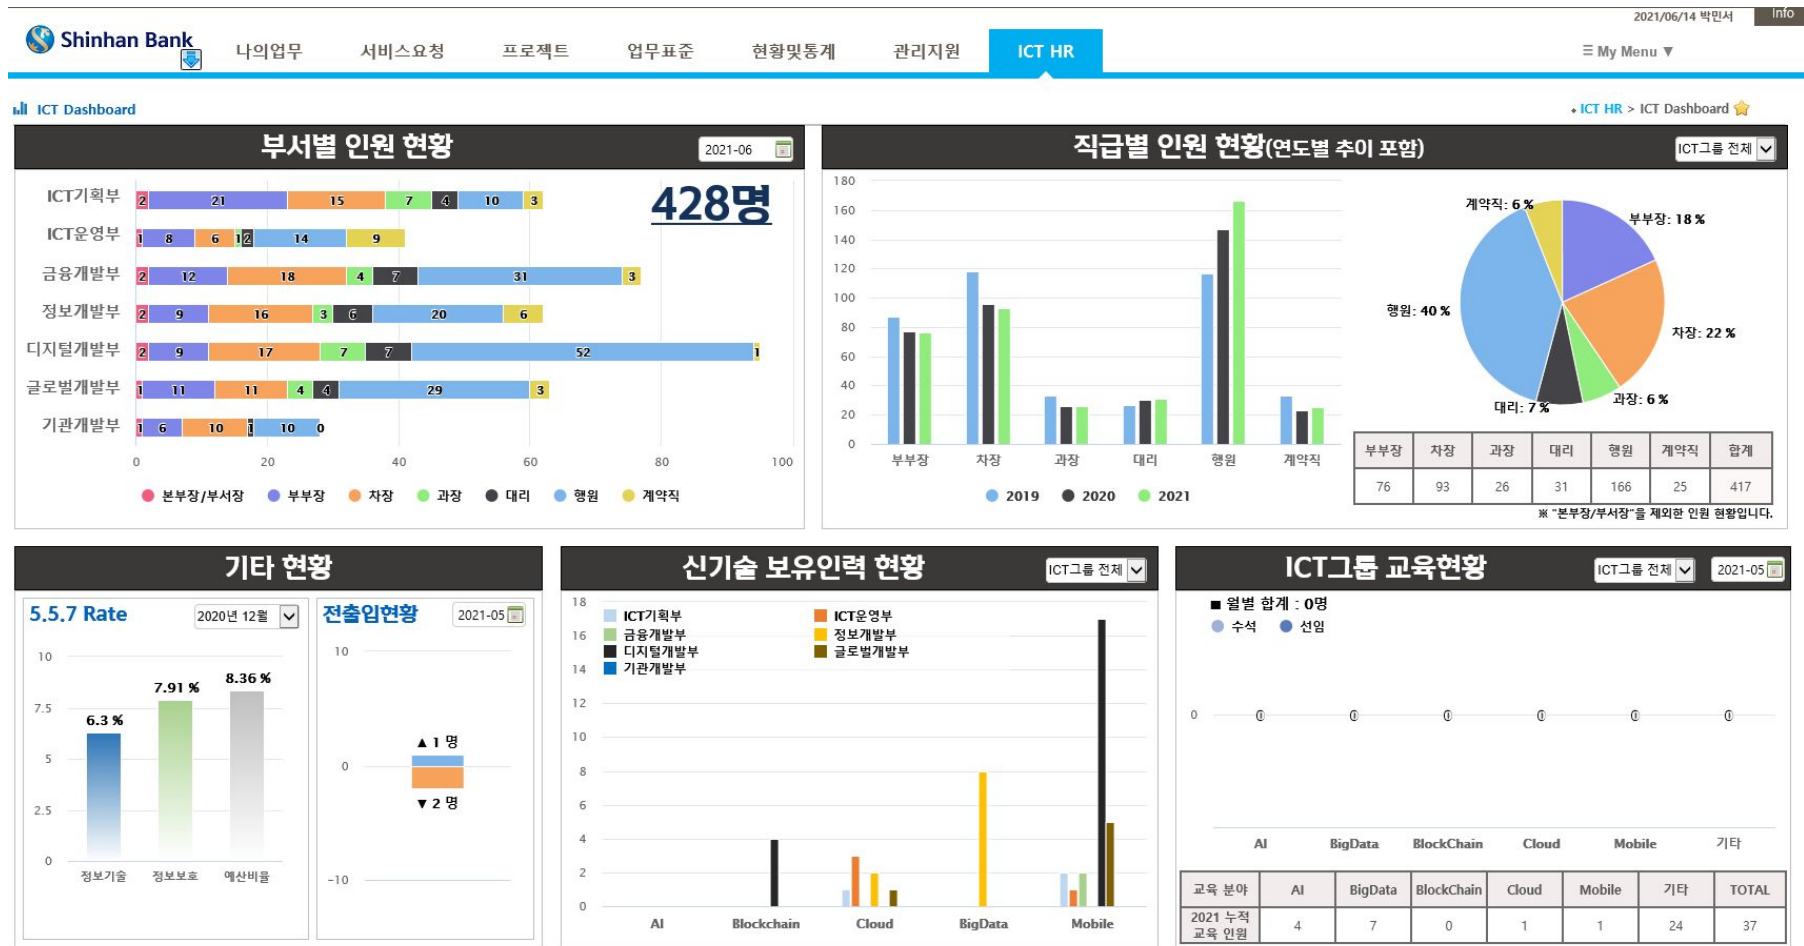 2021/06/14 박민서 Info
Shinhan Bank
나의업무 서비스요청 프로젝트 업무표준 현황및통계 관리지원 ICT HR ☰ My Menu ▼
ICT Dashboard
ICT HR > ICT Dashboard
부서별 인원 현황 2021-06
428명
ICT기획부 2 21 15 7 4 10 3
ICT운영부 1 8 6 1 2 14 9
금융개발부 2 12 18 4 7 31 3
정보개발부 2 9 16 3 6 20 6
디지털개발부 2 9 17 7 7 52 1
글로벌개발부 1 11 11 4 4 29 3
기관개발부 1 6 10 1 10 0
0 20 40 60 80 100
본부장/부서장 부부장 차장 과장 대리 행원 계약직
직급별 인원 현황(연도별 추이 포함) ICT그룹 전체
180
160
140
120
100
80
60
40
20
0
부부장 차장 과장 대리 행원 계약직
2019 2020 2021
계약직: 6 %
부부장: 18 %
행원: 40 %
차장: 22 %
과장: 6 %
대리: 7 %
부부장 차장 과장 대리 행원 계약직 합계
76 93 26 31 166 25 417
※ "본부장/부서장"을 제외한 인원 현황입니다.
기타 현황
5.5.7 Rate 2020년 12월
10
7.5
5
2.5
0
6.3 %
7.91 %
8.36 %
정보기술 정보보호 예산비율
전출입현황 2021-05
10
▲ 1 명
0
▼ 2 명
-10
신기술 보유인력 현황 ICT그룹 전체
18
16
14
12
10
8
6
4
2
0
ICT기획부 ICT운영부
금융개발부 정보개발부
디지털개발부 글로벌개발부
기관개발부
AI Blockchain Cloud BigData Mobile
ICT그룹 교육현황 ICT그룹 전체 2021-05
■ 월별 합계 : 0명
수석 선임
0 0 0 0 0 0 0
AI BigData BlockChain Cloud Mobile 기타
교육 분야 AI BigData BlockChain Cloud Mobile 기타 TOTAL
2021 누적
교육 인원 4 7 0 1 1 24 37